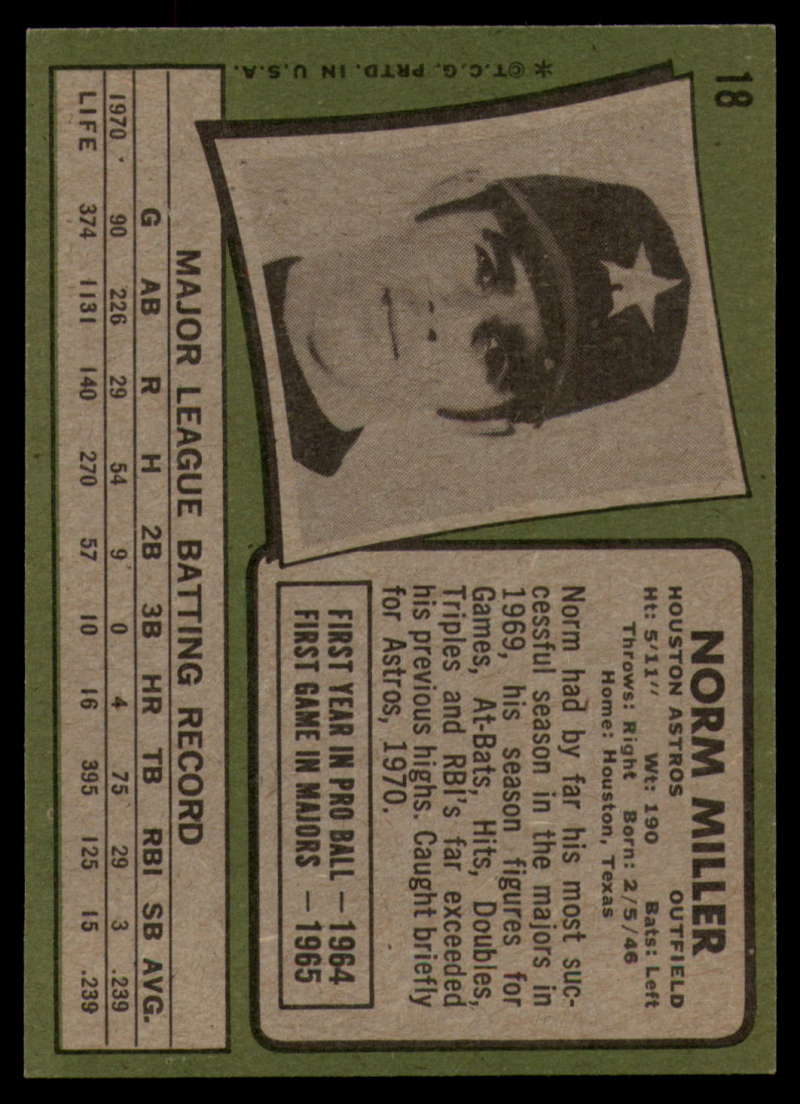 18
*©T.C.G. PRTD. IN U.S.A.
NORM MILLER
HOUSTON ASTROS OUTFIELD
Ht: 5'11" Wt: 190 Bats: Left
Throws: Right Born: 2/5/46
Home: Houston, Texas
Norm had by far his most suc-
cessful season in the majors in
1969, his season figures for
Games, At-Bats, Hits, Doubles,
Triples and RBI's far exceeded
his previous highs. Caught briefly
for Astros, 1970.
FIRST YEAR IN PRO BALL — 1964
FIRST GAME IN MAJORS — 1965
MAJOR LEAGUE BATTING RECORD
G AB R H 2B 3B HR TB RBI SB AVG.
1970 90 226 29 54 9 0 4 75 29 3 .239
LIFE 374 1131 140 270 57 10 16 395 125 15 .239